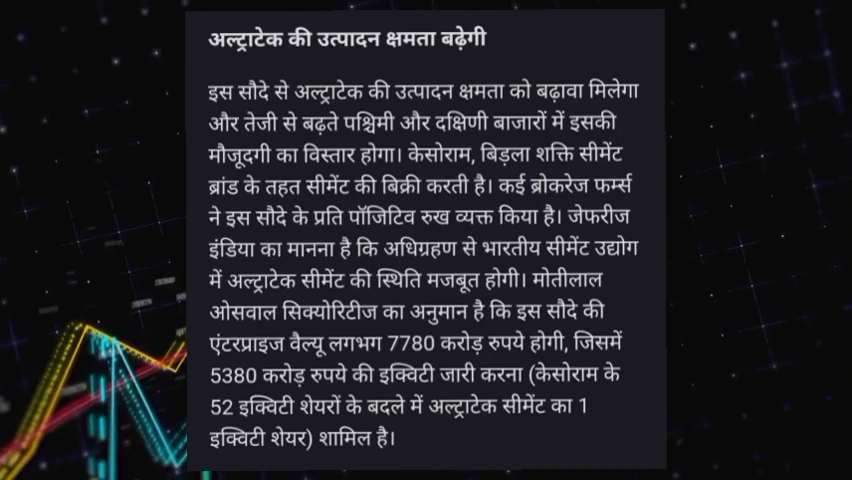 अल्ट्राटेक की उत्पादन क्षमता बढ़ेगी
इस सौदे से अल्ट्राटेक की उत्पादन क्षमता को बढ़ावा मिलेगा
और तेजी से बढ़ते पश्चिमी और दक्षिणी बाजारों में इसकी
मौजूदगी का विस्तार होगा। केसोराम, बिड़ला शक्ति सीमेंट
ब्रांड के तहत सीमेंट की बिक्री करती है। कई ब्रोकरेज फर्म्स
ने इस सौदे के प्रति पॉजिटिव रुख व्यक्त किया है। जेफरीज
इंडिया का मानना है कि अधिग्रहण से भारतीय सीमेंट उद्योग
में अल्ट्राटेक सीमेंट की स्थिति मजबूत होगी। मोतीलाल
ओसवाल सिक्योरिटीज का अनुमान है कि इस सौदे की
एंटरप्राइज वैल्यू लगभग 7780 करोड़ रुपये होगी, जिसमें
5380 करोड़ रुपये की इक्विटी जारी करना (केसोराम के
52 इक्विटी शेयरों के बदले में अल्ट्राटेक सीमेंट का 1
इक्विटी शेयर) शामिल है।